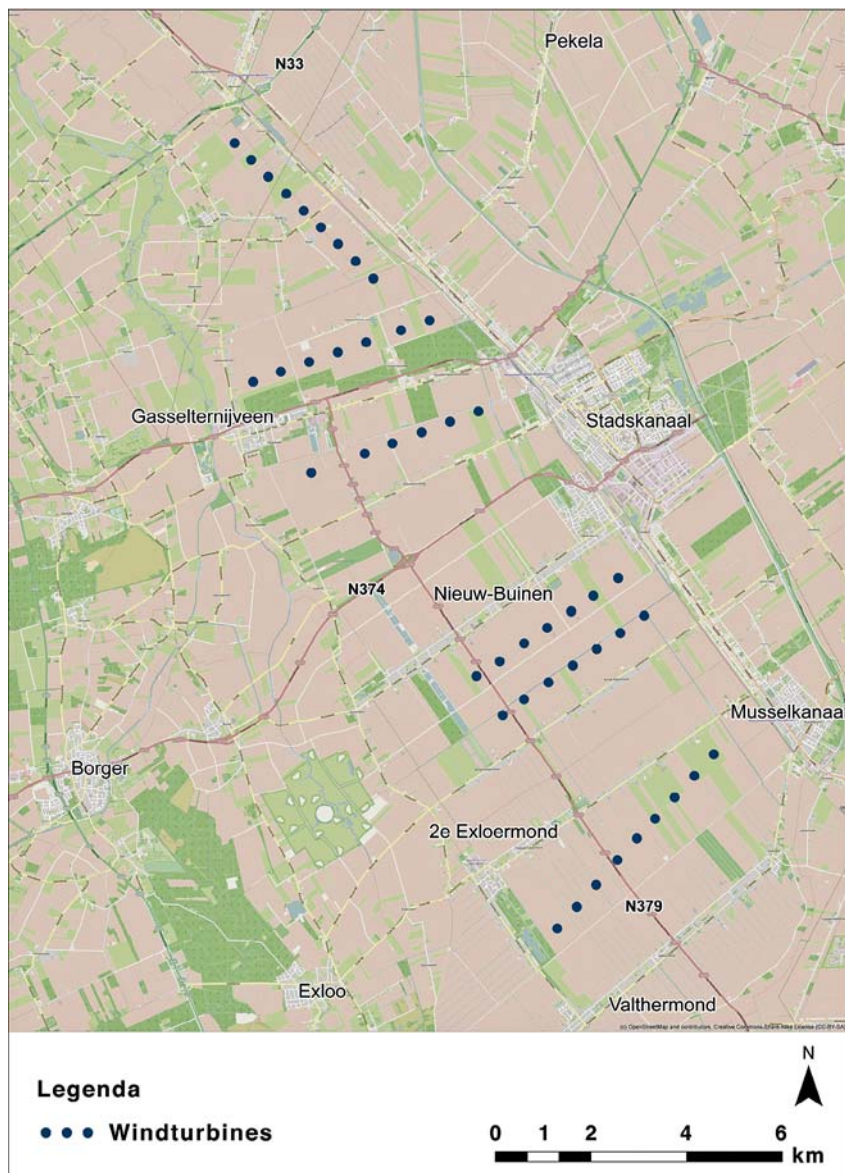 Pekela
N33
Gasselternijveen
Stadskanaal
N374
Nieuw-Buinen
Musselkanaal
Borger
2e Exloermond
N379
Exloo
Valthermond
(c) OpenStreetMap and contributors, Creative Commons-Share Alike License (CC-BY-SA)
N
Legenda
Windturbines
0 1 2 4 6
km